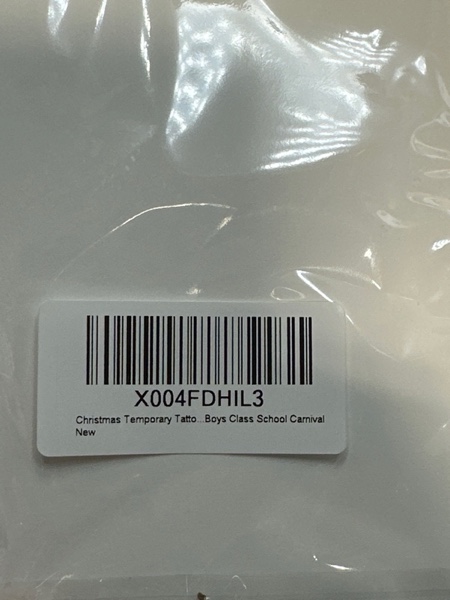 X004FDHIL3
Christmas Temporary Tatto...Boys Class School Carnival
New